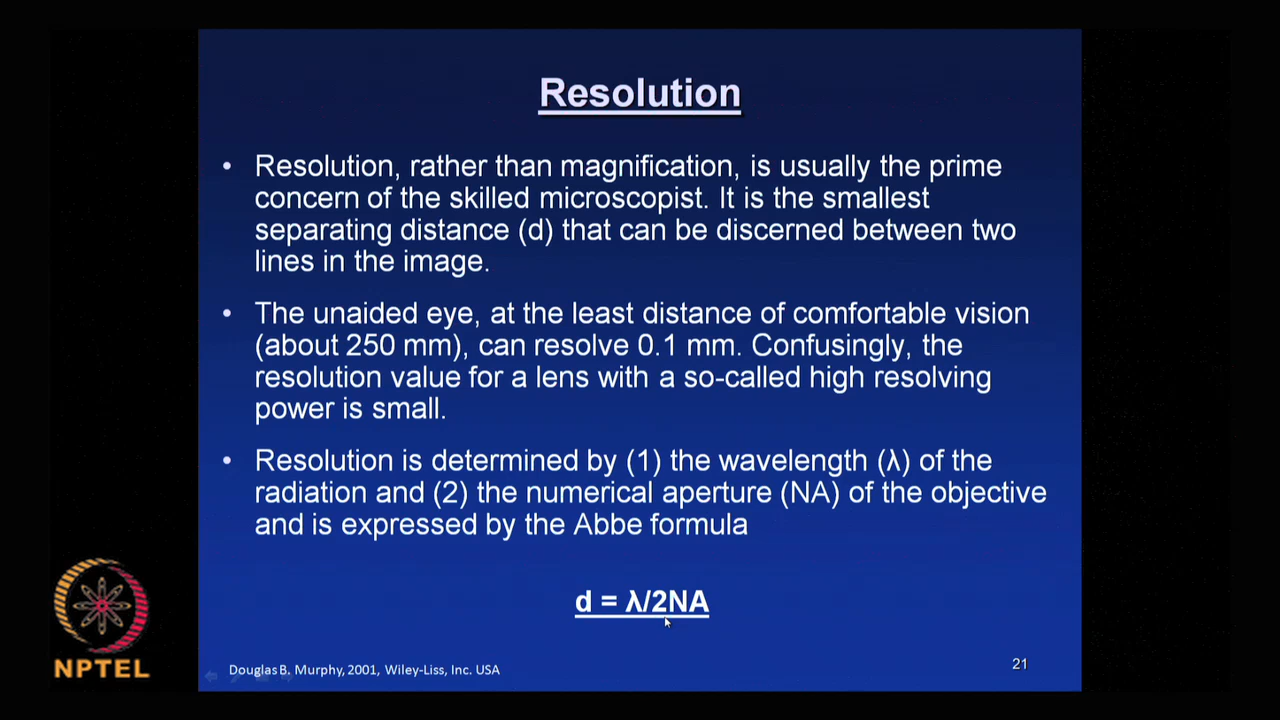 Resolution
• Resolution, rather than magnification, is usually the prime
concern of the skilled microscopist. It is the smallest
separating distance (d) that can be discerned between two
lines in the image.
• The unaided eye, at the least distance of comfortable vision
(about 250 mm), can resolve 0.1 mm. Confusingly, the
resolution value for a lens with a so-called high resolving
power is small.
• Resolution is determined by (1) the wavelength (λ) of the
radiation and (2) the numerical aperture (NA) of the objective
and is expressed by the Abbe formula
d = λ/2NA
NPTEL
Douglas B. Murphy, 2001, Wiley-Liss, Inc. USA
21